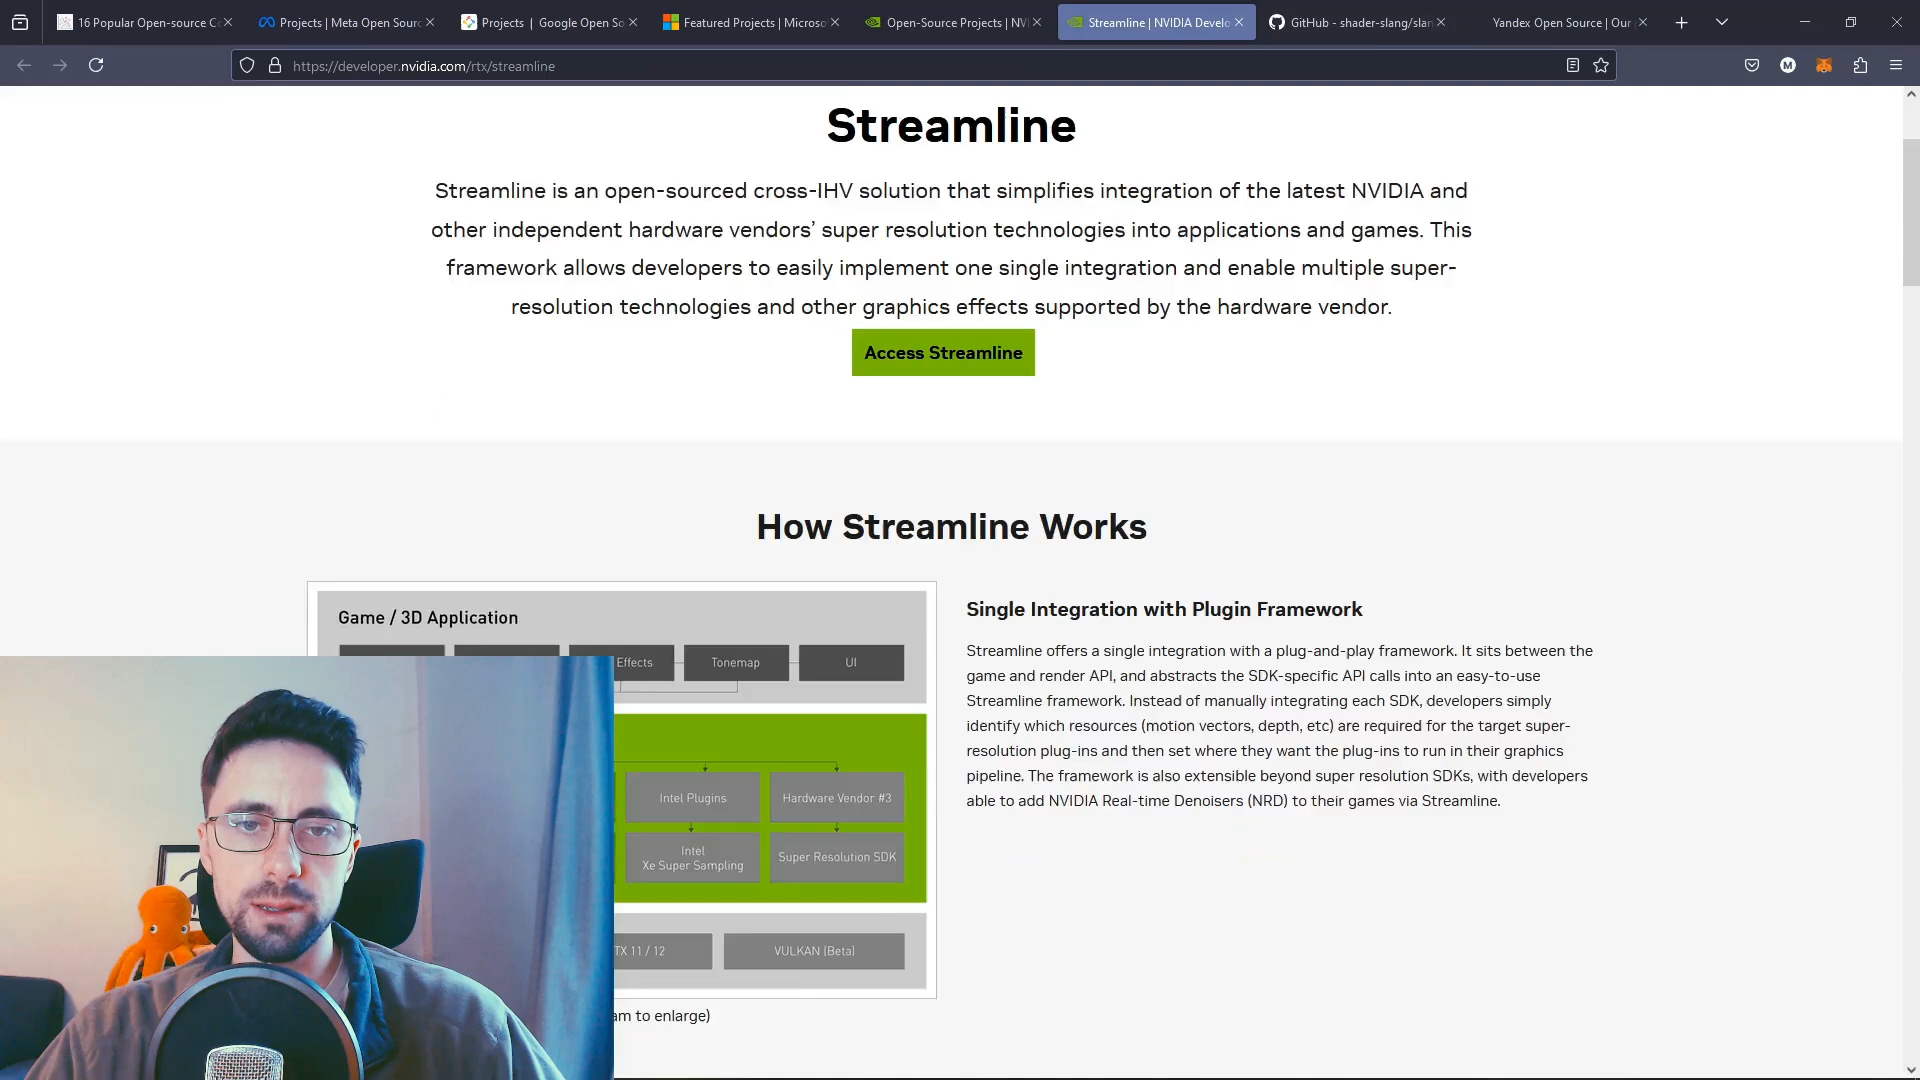 16 Popular Open-source Co
Projects | Meta Open Sourc
Projects | Google Open So
Featured Projects | Microso
Open-Source Projects | NVI
Streamline | NVIDIA Develo
GitHub - shader-slang/slan
Yandex Open Source | Our
https://developer.nvidia.com/rtx/streamline
M
Streamline
Streamline is an open-sourced cross-IHV solution that simplifies integration of the latest NVIDIA and
other independent hardware vendors’ super resolution technologies into applications and games. This
framework allows developers to easily implement one single integration and enable multiple super-
resolution technologies and other graphics effects supported by the hardware vendor.
Access Streamline
How Streamline Works
Game / 3D Application
Effects
Tonemap
UI
Intel Plugins
Hardware Vendor #3
Intel
Xe Super Sampling
Super Resolution SDK
TX 11 / 12
VULKAN (Beta)
am to enlarge)
Single Integration with Plugin Framework
Streamline offers a single integration with a plug-and-play framework. It sits between the
game and render API, and abstracts the SDK-specific API calls into an easy-to-use
Streamline framework. Instead of manually integrating each SDK, developers simply
identify which resources (motion vectors, depth, etc) are required for the target super-
resolution plug-ins and then set where they want the plug-ins to run in their graphics
pipeline. The framework is also extensible beyond super resolution SDKs, with developers
able to add NVIDIA Real-time Denoisers (NRD) to their games via Streamline.